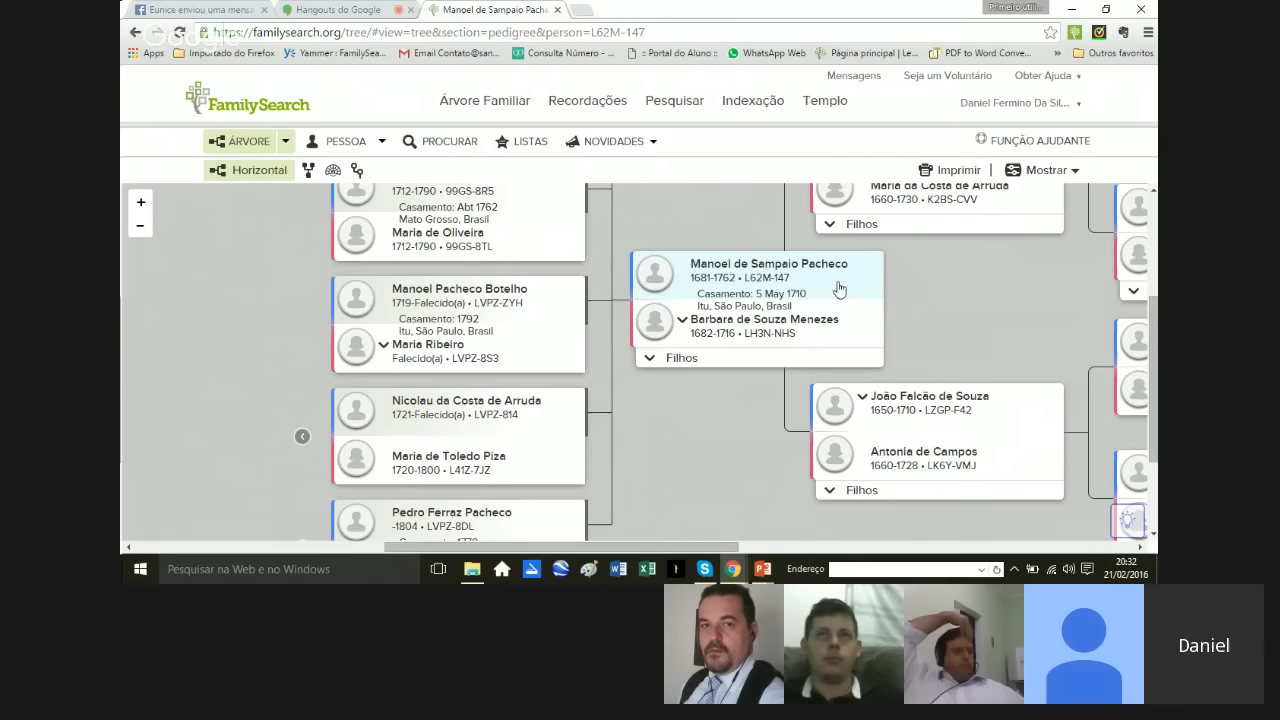 Eunice enviou uma mensa
Hangouts do Google
Manoel de Sampaio Pache
https://familysearch.org/tree/#view=tree&section=pedigree&person=L62M-147
Apps
Importado do Firefox
Yammer : FamilySearch
Email Contato@san...
Consulta Número - ...
:: Portal do Aluno ::
WhatsApp Web
Página principal | Le...
PDF to Word Conve...
»
Outros favoritos
Mensagens
Seja um Voluntário
Obter Ajuda
FamilySearch
Árvore Familiar
Recordações
Pesquisar
Indexação
Templo
Daniel Fermino Da Sil...
ÁRVORE
PESSOA
PROCURAR
LISTAS
NOVIDADES
FUNÇÃO AJUDANTE
Horizontal
Imprimir
Mostrar
+
-
1712-1790 • 99GS-8R5
Casamento: Abt 1762
Mato Grosso, Brasil
Maria de Oliveira
1712-1790 • 99GS-8TL
Manoel Pacheco Botelho
1719-Falecido(a) • LVPZ-ZYH
Casamento: 1792
Itu, São Paulo, Brasil
Maria Ribeiro
Falecido(a) • LVPZ-8S3
Nicolau da Costa de Arruda
1721-Falecido(a) • LVPZ-814
Maria de Toledo Piza
1720-1800 • L41Z-7JZ
Pedro Ferraz Pacheco
-1804 • LVPZ-8DL
Manoel de Sampaio Pacheco
1681-1762 • L62M-147
Casamento: 5 May 1710
Itu, São Paulo, Brasil
Barbara de Souza Menezes
1682-1716 • LH3N-NHS
Filhos
Maria da Costa de Arruda
1660-1730 • K2BS-CVV
Filhos
João Falcão de Souza
1650-1710 • LZGP-F42
Antonia de Campos
1660-1728 • LK6Y-VMJ
Filhos
Pesquisar na Web e no Windows
Endereço
20:32
21/02/2016
Daniel